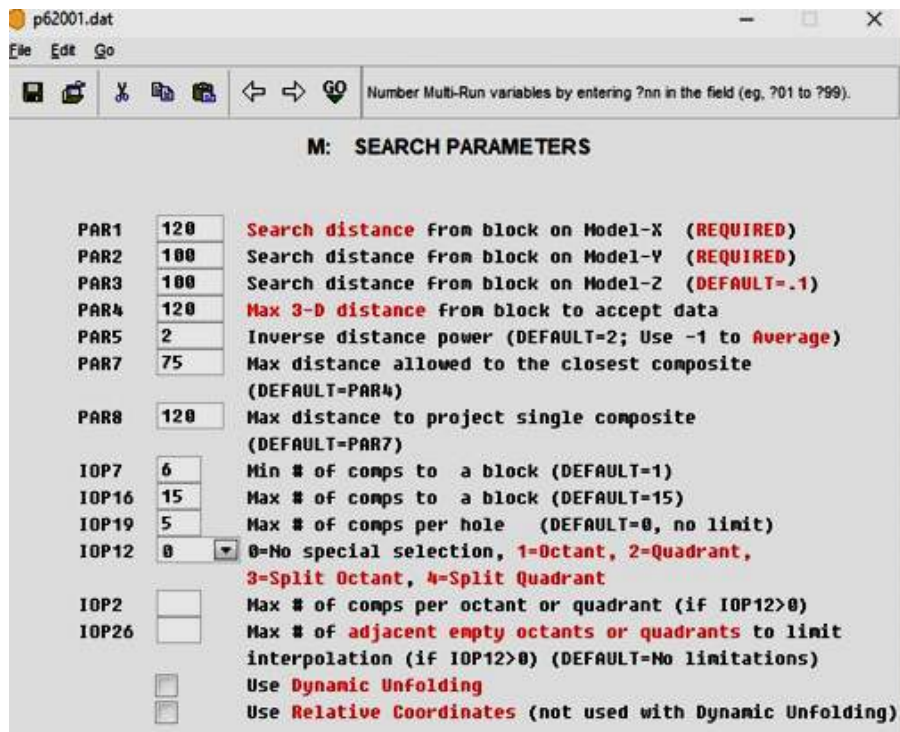 p62001.dat
File Edit Go
GO Number Multi-Run variables by entering ?nn in the field (eg, ?01 to ?99).
M: SEARCH PARAMETERS
PAR1 120 Search distance from block on Model-X (REQUIRED)
PAR2 100 Search distance from block on Model-Y (REQUIRED)
PAR3 100 Search distance from block on Model-Z (DEFAULT=.1)
PAR4 120 Max 3-D distance from block to accept data
PAR5 2 Inverse distance power (DEFAULT=2; Use -1 to Average)
PAR7 75 Max distance allowed to the closest composite
(DEFAULT=PAR4)
PAR8 120 Max distance to project single composite
(DEFAULT=PAR7)
IOP7 6 Min # of comps to a block (DEFAULT=1)
IOP16 15 Max # of comps to a block (DEFAULT=15)
IOP19 5 Max # of comps per hole (DEFAULT=0, no limit)
IOP12 0 0=No special selection, 1=Octant, 2=Quadrant,
3=Split Octant, 4=Split Quadrant
IOP2 Max # of comps per octant or quadrant (if IOP12>0)
IOP26 Max # of adjacent empty octants or quadrants to limit
interpolation (if IOP12>0) (DEFAULT=No limitations)
Use Dynamic Unfolding
Use Relative Coordinates (not used with Dynamic Unfolding)